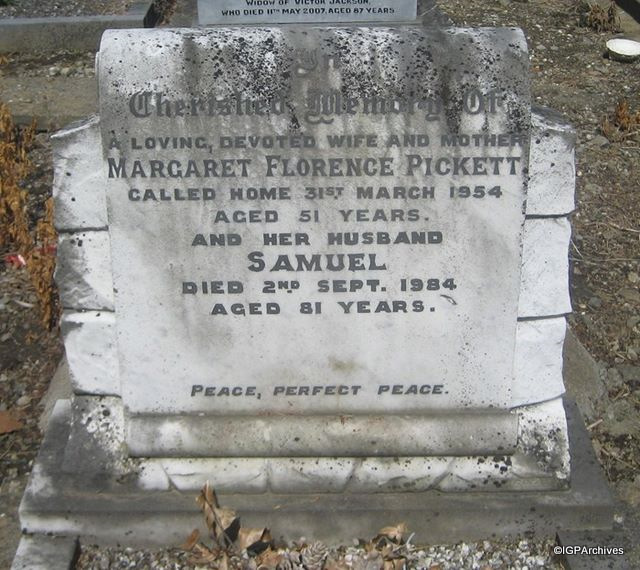 WIDOW OF VICTOR JACKSON,
WHO DIED 11TH MAY 2007, AGED 87 YEARS
In
Cherished Memory Of
A LOVING, DEVOTED WIFE AND MOTHER
MARGARET FLORENCE PICKETT
CALLED HOME 31ST MARCH 1954
AGED 51 YEARS.
AND HER HUSBAND
SAMUEL
DIED 2ND SEPT. 1984
AGED 81 YEARS.
PEACE, PERFECT PEACE.
©IGPArchives